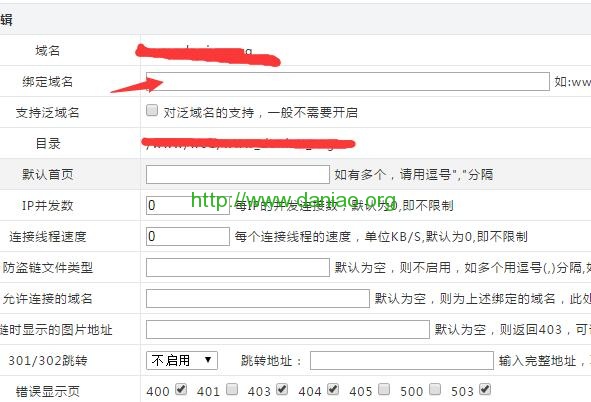 辑
域名
绑定域名 如:ww
支持泛域名 对泛域名的支持，一般不需要开启
目录
默认首页 如有多个，请用逗号","分隔
http://www.daniao.org
IP并发数 0 每IP的并发连接数，默认为0,即不限制
连接线程速度 0 每个连接线程的速度，单位KB/S,默认为0,即不限制
防盗链文件类型 默认为空，则不启用，如多个用逗号(,)分隔,如
允许连接的域名 默认为空，则为上述绑定的域名，此处
链时显示的图片地址 默认为空，则返回403，可
301/302跳转 不启用 跳转地址： 输入完整地址，
错误显示页 400 401 403 404 405 500 503